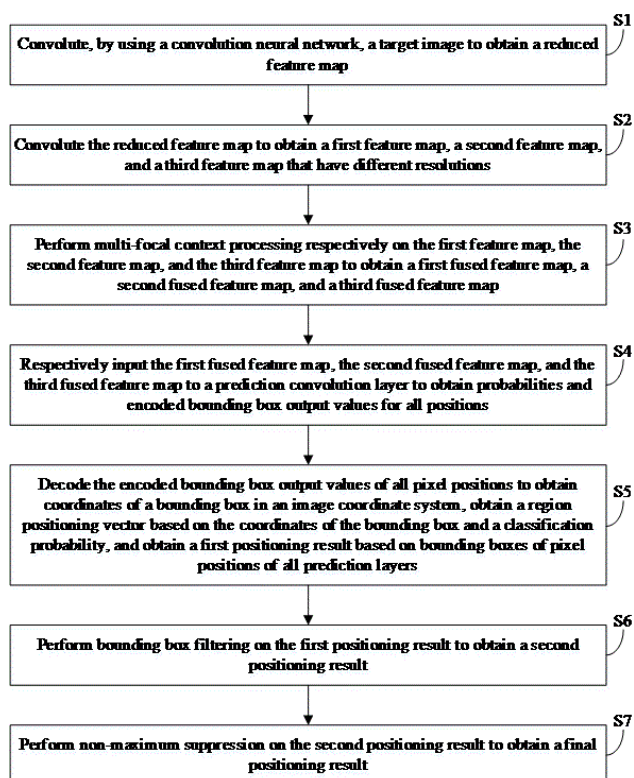 S1
Convolute, by using a convolution neural network, a target image to obtain a reduced
feature map
S2
Convolute the reduced feature map to obtain a first feature map, a second feature map,
and a third feature map that have different resolutions
S3
Perform multi-focal context processing respectively on the first feature map, the
second feature map, and the third feature map to obtain a first fused feature map, a
second fused feature map, and a third fused feature map
S4
Respectively input the first fused feature map, the second fused feature map, and the
third fused feature map to a prediction convolution layer to obtain probabilities and
encoded bounding box output values for all positions
S5
Decode the encoded bounding box output values of all pixel positions to obtain
coordinates of a bounding box in an image coordinate system, obtain a region
positioning vector based on the coordinates of the bounding box and a classification
probability, and obtain a first positioning result based on bounding boxes of pixel
positions of all prediction layers
S6
Perform bounding box filtering on the first positioning result to obtain a second
positioning result
S7
Perform non-maximum suppression on the second positioning result to obtain a final
positioning result